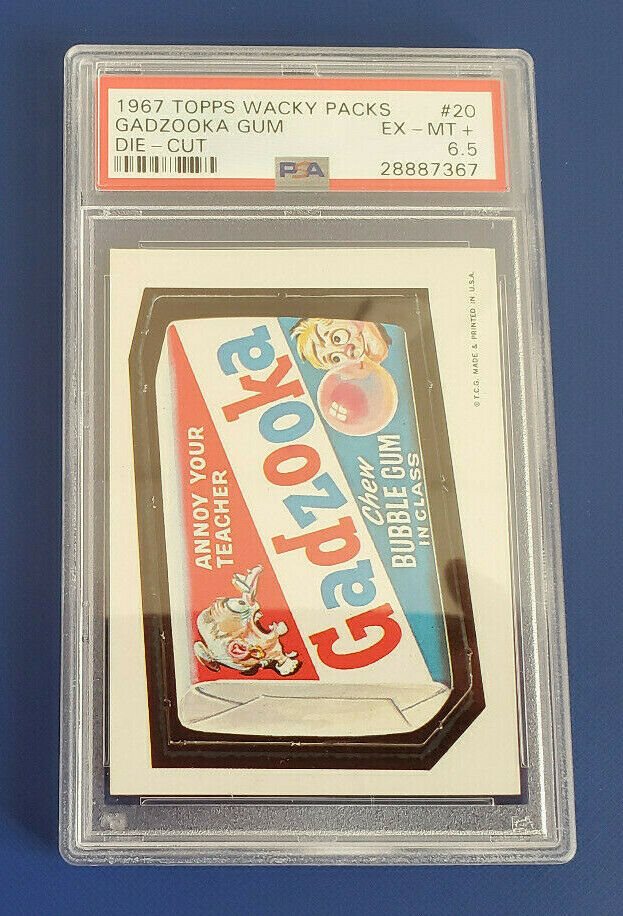 1967 TOPPS WACKY PACKS #20
GADZOOKA GUM EX-MT+
DIE-CUT 6.5
PSA 28887367
© T.C.G. MADE & PRINTED IN U.S.A.
ANNOY YOUR
TEACHER
Gadzooka
Chew
BUBBLE GUM
IN CLASS